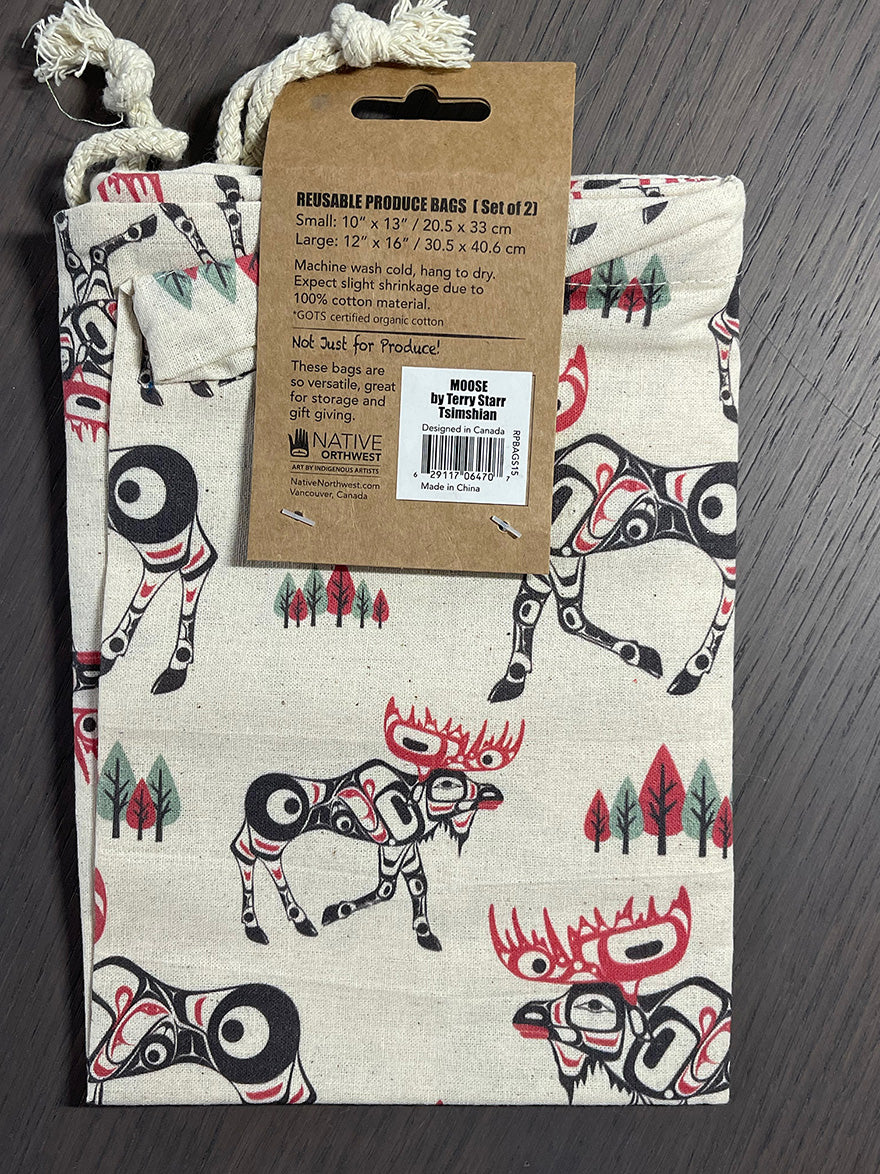 REUSABLE PRODUCE BAGS ( Set of 2)
Small: 10" x 13" / 20.5 x 33 cm
Large: 12" x 16" / 30.5 x 40.6 cm
Machine wash cold, hang to dry.
Expect slight shrinkage due to
100% cotton material.
*GOTS certified organic cotton
Not Just for Produce!
These bags are
so versatile, great
for storage and
gift giving.
NATIVE
NORTHWEST
ART BY INDIGENOUS ARTISTS
NativeNorthwest.com
Vancouver, Canada
MOOSE
by Terry Starr
Tsimshian
Designed in Canada
6 29117 06470 7
Made in China
RPBAGS15